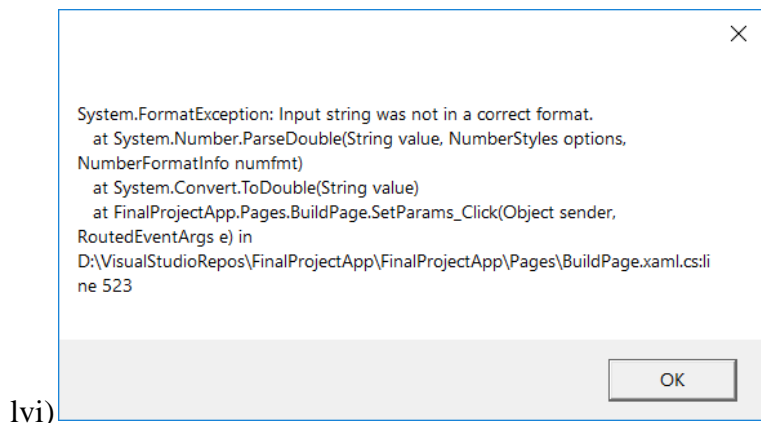 System.FormatException: Input string was not in a correct format.
at System.Number.ParseDouble(String value, NumberStyles options,
NumberFormatInfo numfmt)
at System.Convert.ToDouble(String value)
at FinalProjectApp.Pages.BuildPage.SetParams_Click(Object sender,
RoutedEventArgs e) in
D:\VisualStudioRepos\FinalProjectApp\FinalProjectApp\Pages\BuildPage.xaml.cs:li
ne 523
OK
lvi)